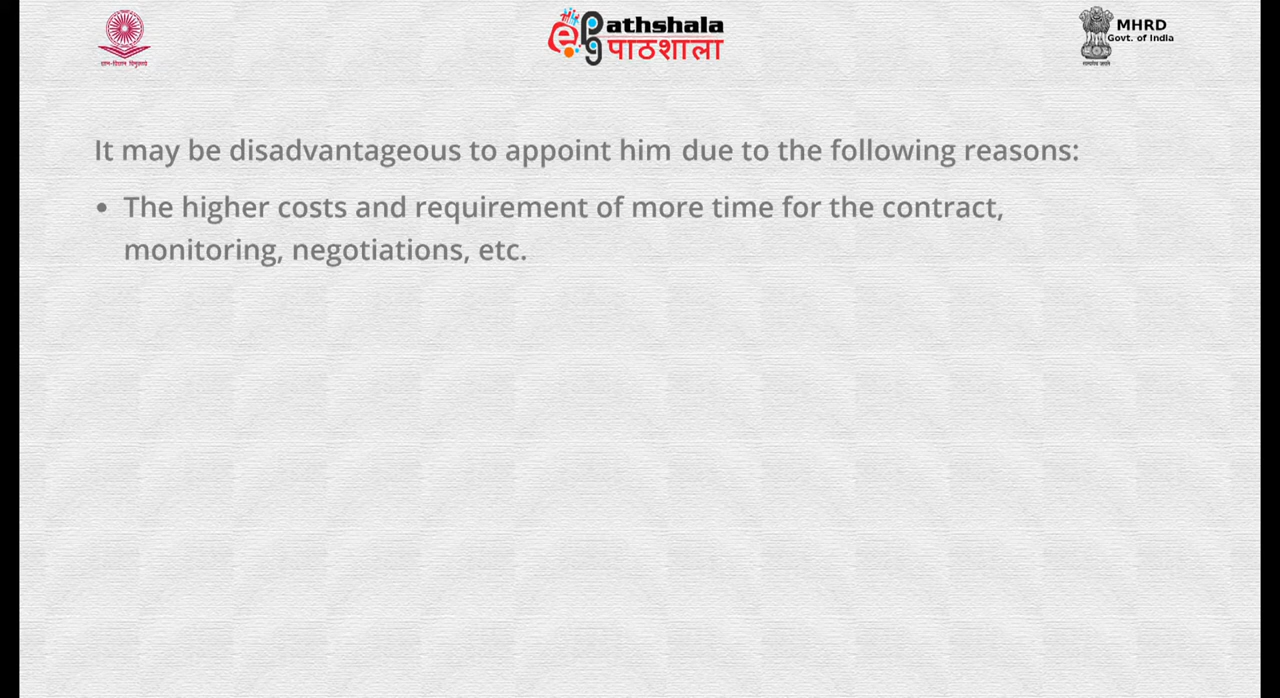 ePathshala
पाठशाला
MHRD
Govt. of India
It may be disadvantageous to appoint him due to the following reasons:
• The higher costs and requirement of more time for the contract,
monitoring, negotiations, etc.